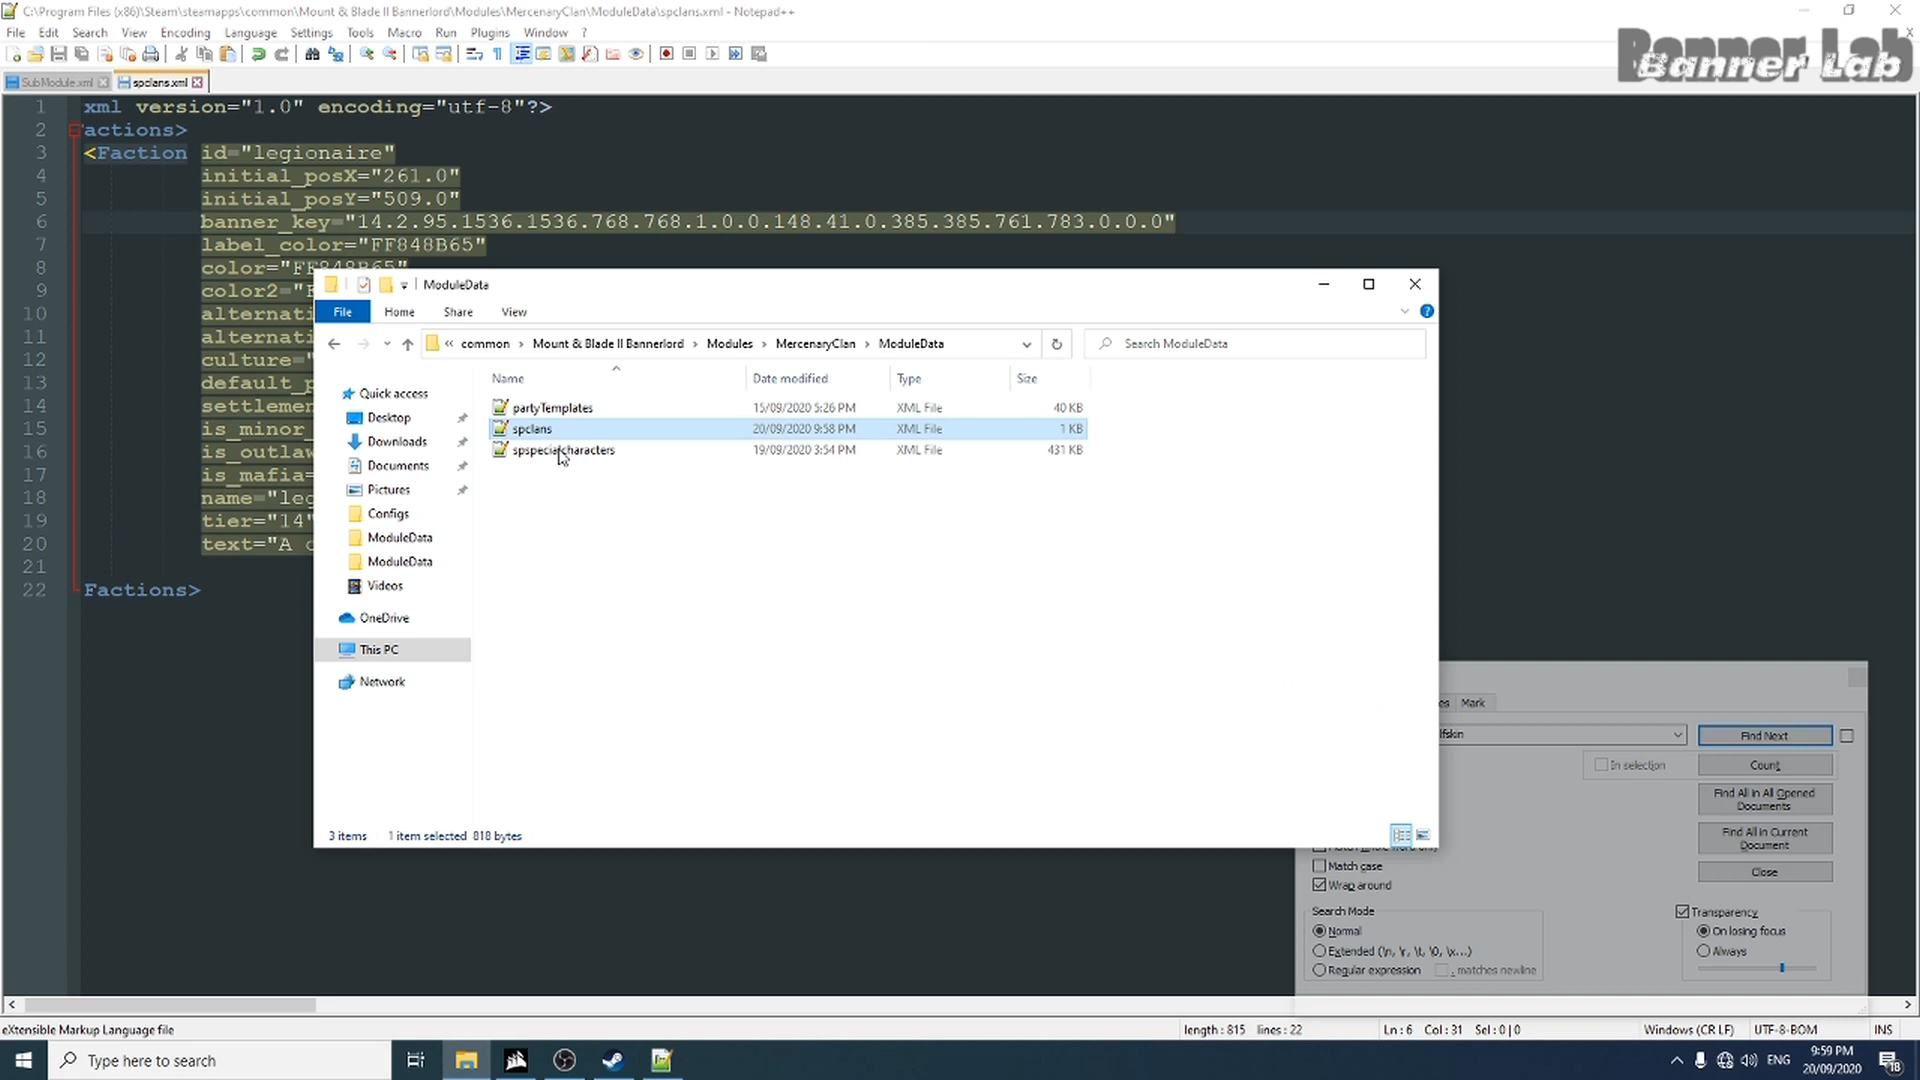 C:\Program Files (x86)\Steam\steamapps\common\Mount & Blade II Bannerlord\Modules\MercenaryClan\ModuleData\spclans.xml - Notepad++
File Edit Search View Encoding Language Settings Tools Macro Run Plugins Window ?
Banner Lab
Banner Lab
SubModule.xml spclans.xml
1 xml version="1.0" encoding="utf-8"?>
2 actions>
3 <Faction id="legionaire"
4 initial_posX="261.0"
5 initial_posY="509.0"
6 banner_key="14.2.95.1536.1536.768.768.1.0.0.148.41.0.385.385.761.783.0.0.0"
7 label_color="FF848B65"
8 color="FF848B65"
9 color2="
10 alternati
11 alternati
12 culture="
13 default_p
14 settlemen
15 is_minor_
16 is_outlaw
17 is_mafia=
18 name="leg
19 tier="14"
20 text="A
21
22 Factions>
ModuleData
File Home Share View
« common > Mount & Blade II Bannerlord > Modules > MercenaryClan > ModuleData
Search ModuleData
Name Date modified Type Size
partyTemplates 15/09/2020 5:26 PM XML File 40 KB
spclans 20/09/2020 9:58 PM XML File 1 KB
spspecialcharacters 19/09/2020 3:54 PM XML File 431 KB
Quick access
Desktop
Downloads
Documents
Pictures
Configs
ModuleData
ModuleData
Videos
OneDrive
This PC
Network
3 items 1 item selected 818 bytes
es Mark
lfskin
Find Next
In selection
Count
Find All in All Opened
Documents
Find All in Current
Document
Close
Match case
Wrap around
Search Mode
Normal
Extended (\n, \r, \t, \0, \x...)
Regular expression . matches newline
Transparency
On losing focus
Always
eXtensible Markup Language file length : 815 lines : 22 Ln : 6 Col : 31 Sel : 0 | 0 Windows (CR LF) UTF-8-BOM INS
Type here to search
ENG
9:59 PM
20/09/2020
18